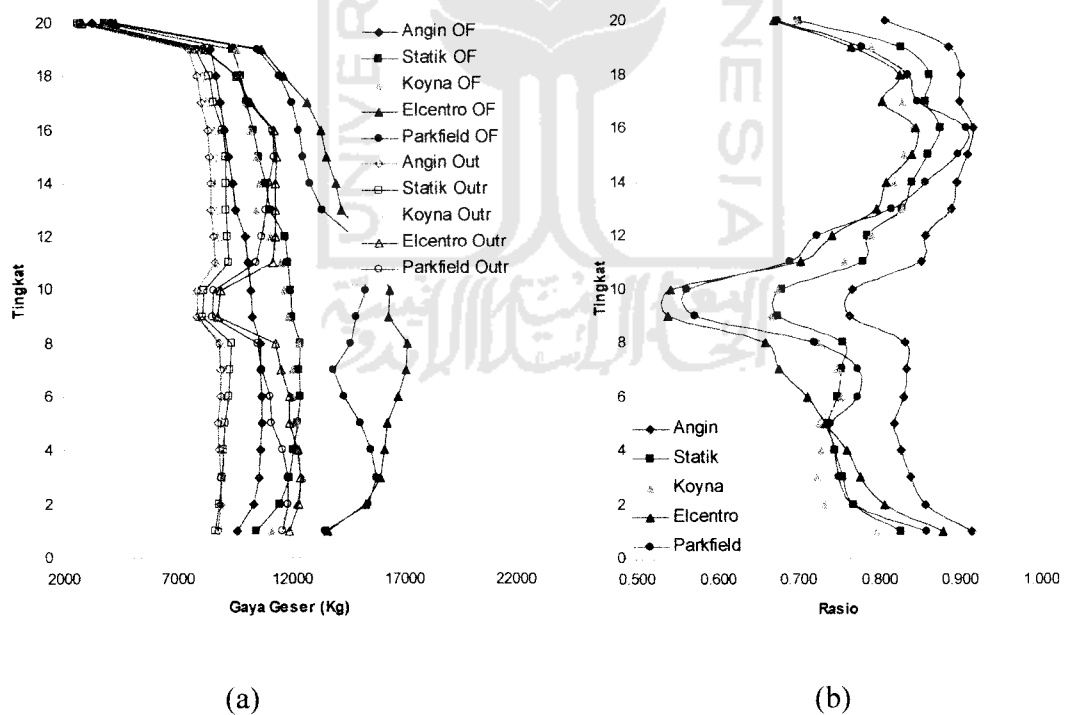 UNIVER
NESIA
Tingkat
20
18
16
14
12
10
8
6
4
2
0
2000 7000 12000 17000 22000
Gaya Geser (Kg)
Angin OF
Statik OF
Koyna OF
Elcentro OF
Parkfield OF
Angin Out
Statik Outr
Koyna Outr
Elcentro Outr
Parkfield Outr
(a)
Tingkat
20
18
16
14
12
10
8
6
4
2
0
0.500 0.600 0.700 0.800 0.900 1.000
Rasio
Angin
Statik
Koyna
Elcentro
Parkfield
(b)